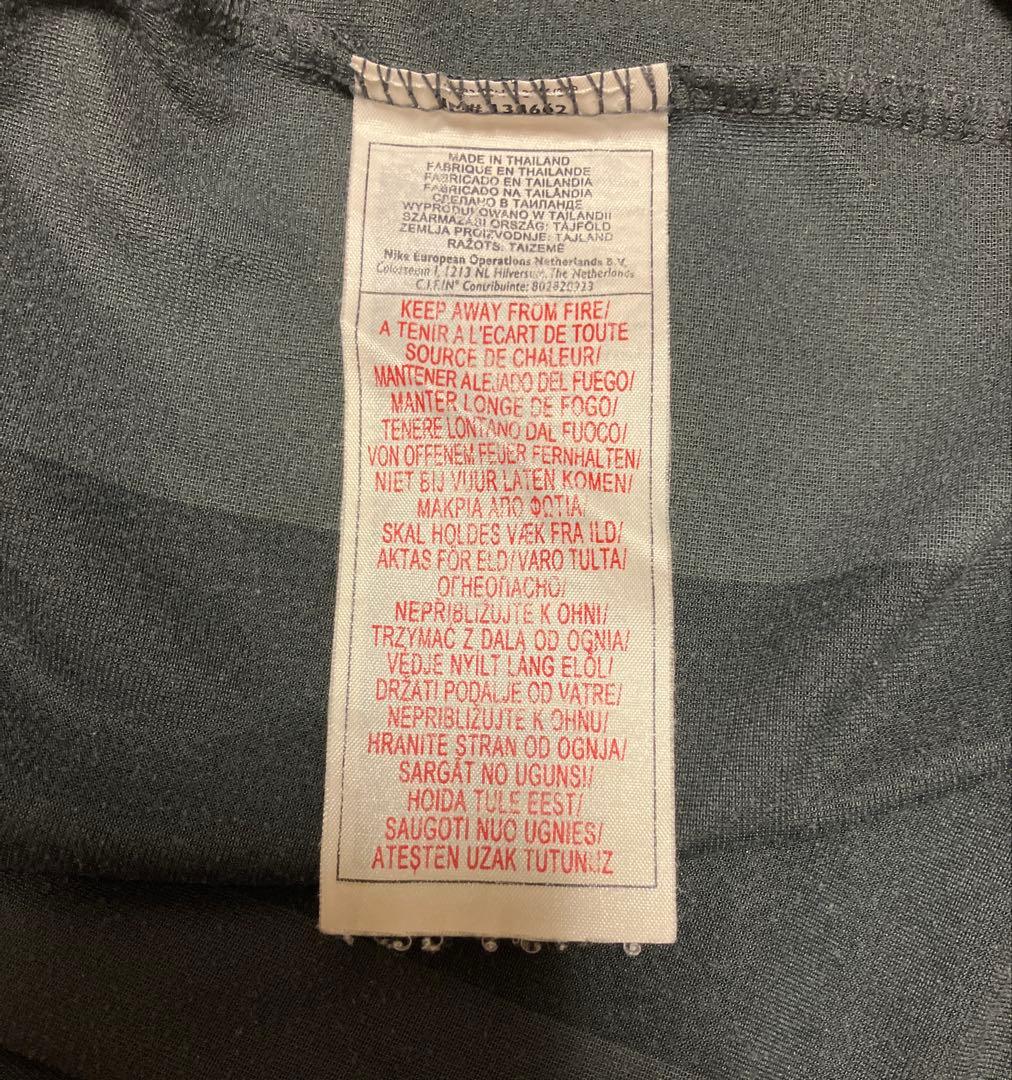 131662
MADE IN THAILAND
FABRIQUE EN THAILANDE
FABRICADO EN TAILANDIA
FABRICADO NA TAILÂNDIA
СДЕЛАНО В ТАИЛАНДЕ
WYPRODUKOWANO W TAJLANDII
SZÁRMAZÁSI ORSZÁG: TÁJFÖLD
ZEMLJA PROIZVODNJE: TAJLAND
RAŽOTS: TAIZEME
Nike European Operations Netherlands B.V.
Colosseum 1, 1213 NL Hilversum, The Netherlands
C.I.F./N° Contribuinte: 802820923
KEEP AWAY FROM FIRE/
A TENIR A L'ECART DE TOUTE
SOURCE DE CHALEUR/
MANTENER ALEJADO DEL FUEGO/
MANTER LONGE DE FOGO/
TENERE LONTANO DAL FUOCO/
VON OFFENEM FEUER FERNHALTEN/
NIET BIJ VUUR LATEN KOMEN/
ΜΑΚΡΙΑ ΑΠΟ ΦΩΤΙΑ/
SKAL HOLDES VÆK FRA ILD/
AKTAS FÖR ELD/VARO TULTA/
ОГНЕОПАСНО/
NEPŘIBLIŽUJTE K OHNI/
TRZYMAĆ Z DALA OD OGNIA/
VÉDJE NYÍLT LÁNG ELŐL/
DRŽATI PODALJE OD VATRE/
NEPRIBLIŽUJTE K OHŇU/
HRANITE STRAN OD OGNJA/
SARGĀT NO UGUNS!/
HOIDA TULE EEST/
SAUGOTI NUO UGNIES/
ATEŞTEN UZAK TUTUNUZ